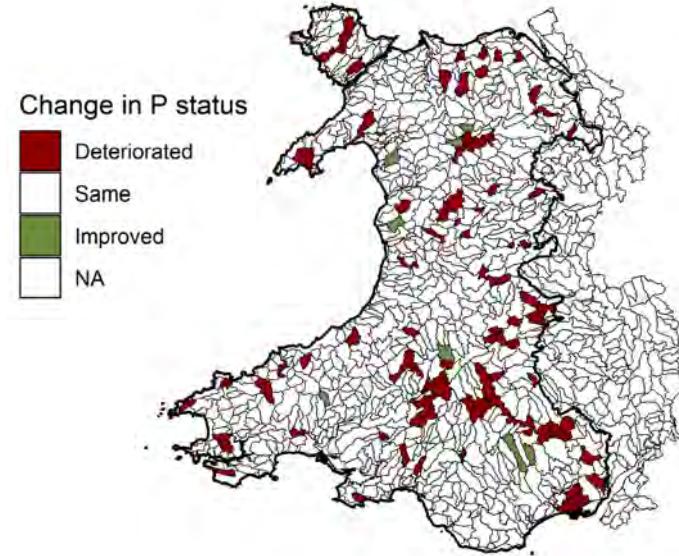 Change in P status
Deteriorated
Same
Improved
NA